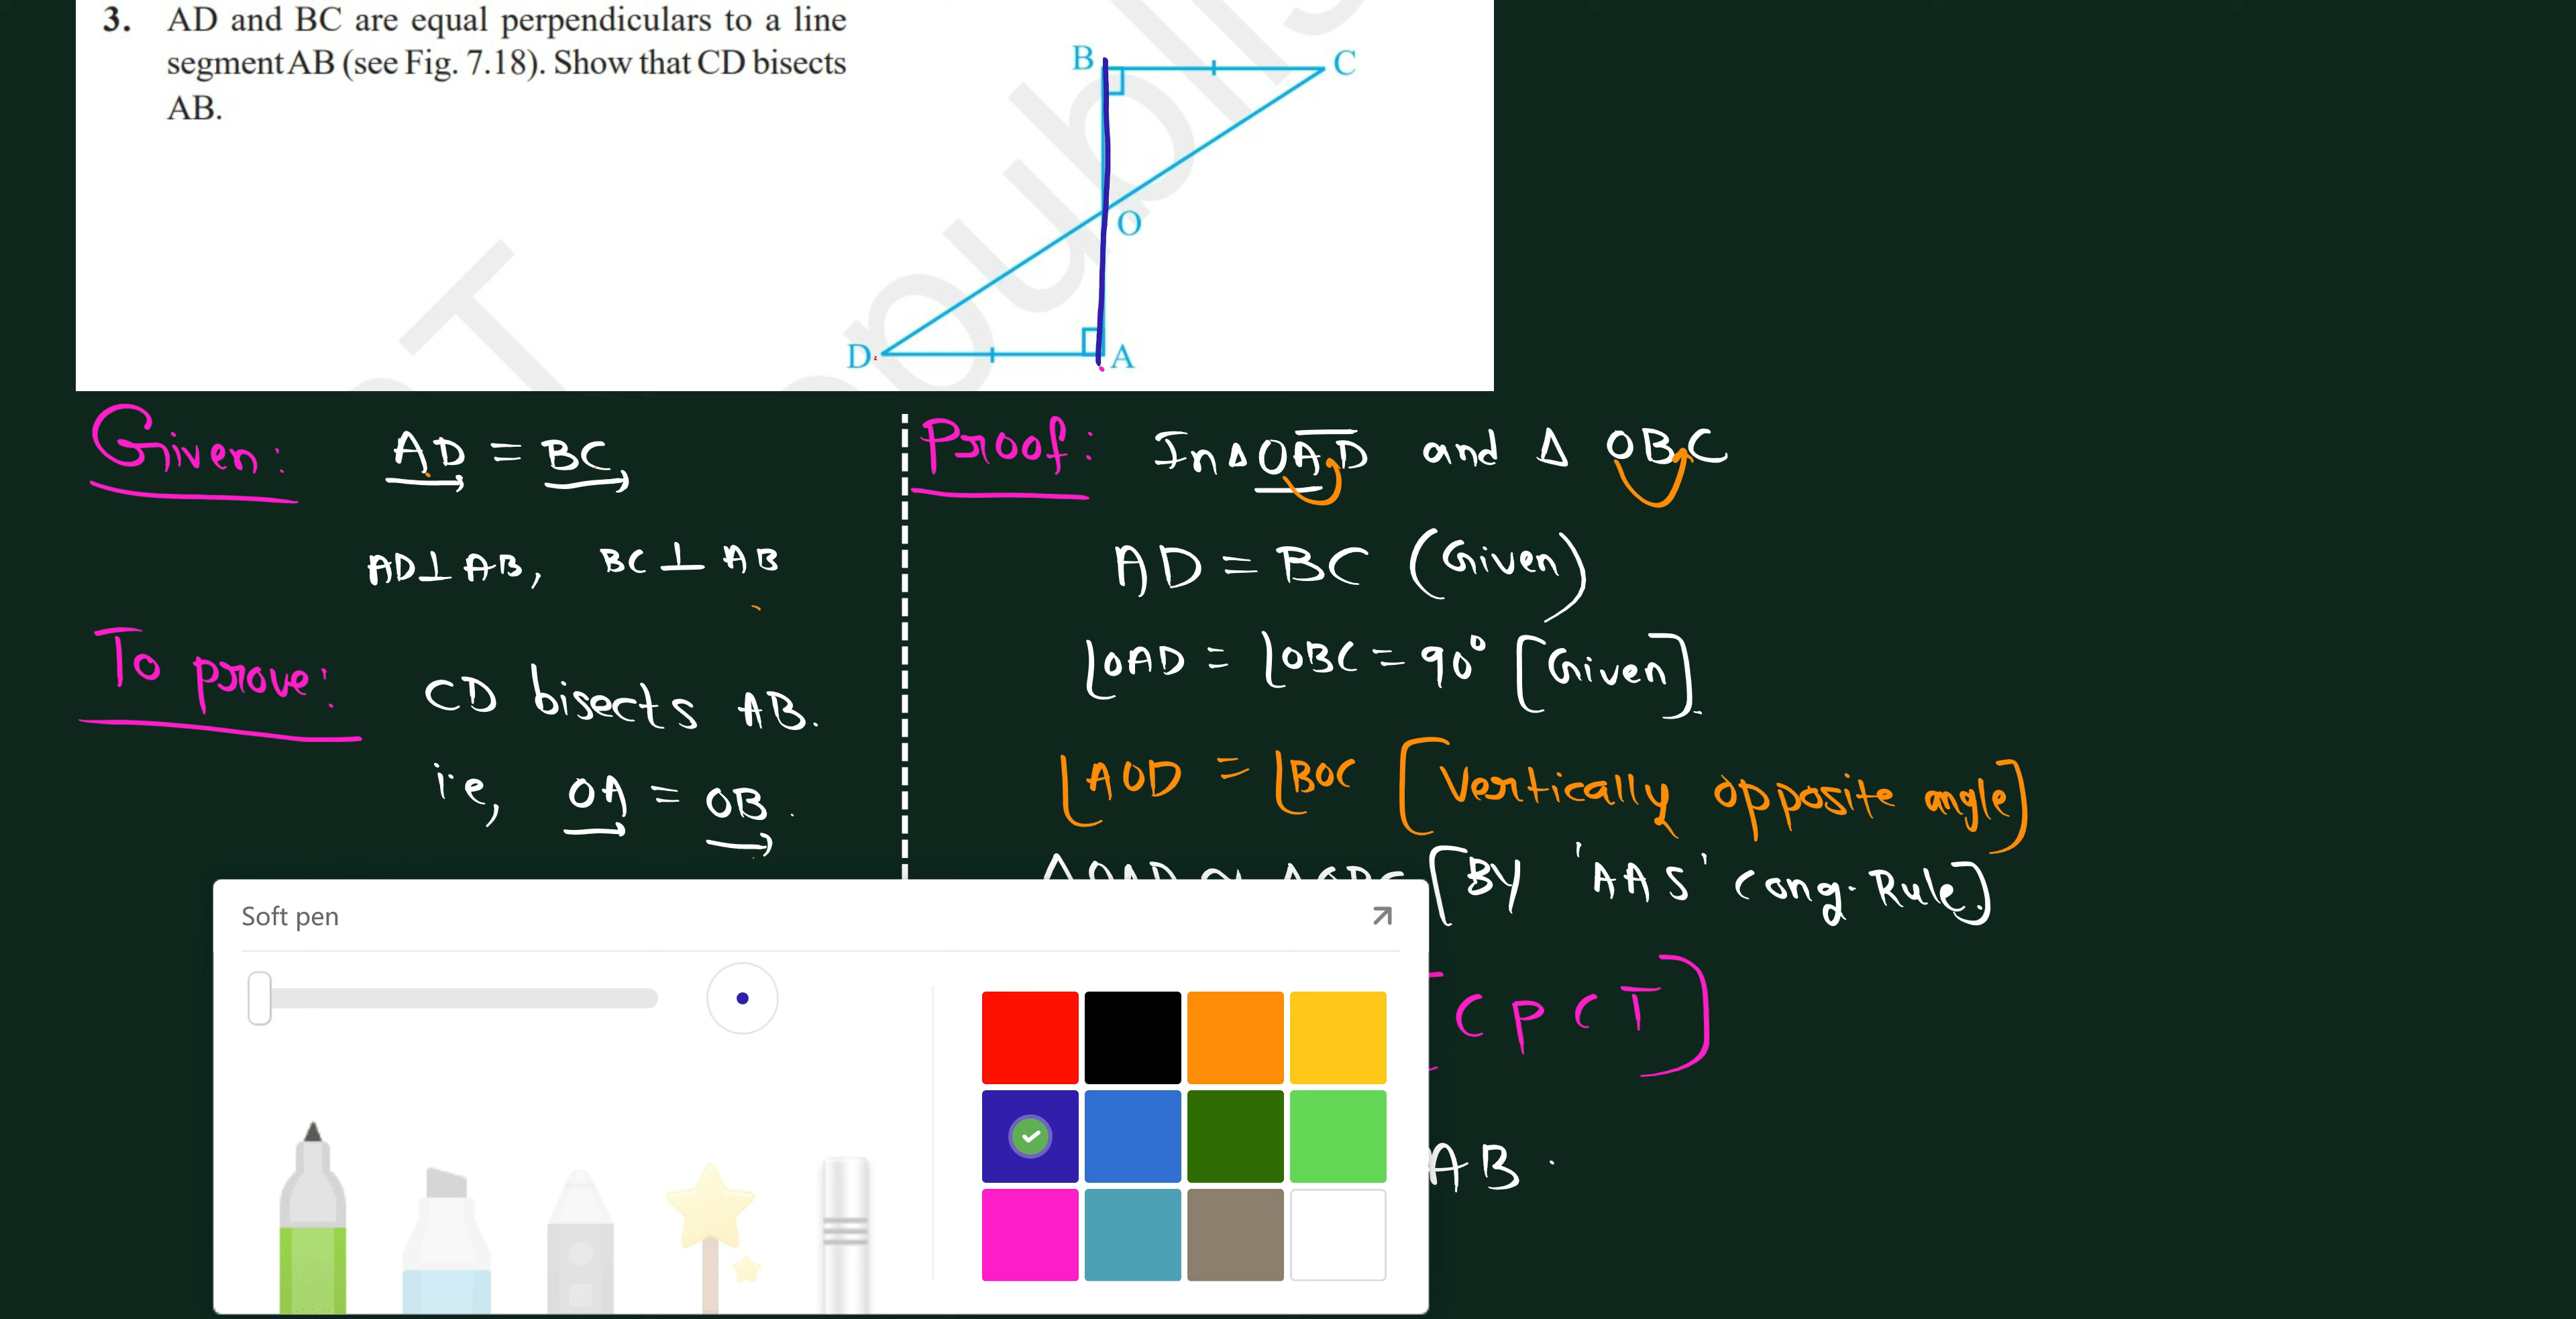 3. AD and BC are equal perpendiculars to a line
segment AB (see Fig. 7.18). Show that CD bisects
AB.
B
C
O
D
A
publis
T
Given: AD = BC,
AD⊥AB, BC⊥AB
To prove: CD bisects AB.
i.e, OA = OB.
Proof: In Δ OAD and Δ OBC
AD = BC (Given)
∠OAD = ∠OBC = 90° [Given].
∠AOD = ∠BOC [Vertically opposite angle]
[BY 'AAS' Cong. Rule]
[CPCT]
AB.
Soft pen